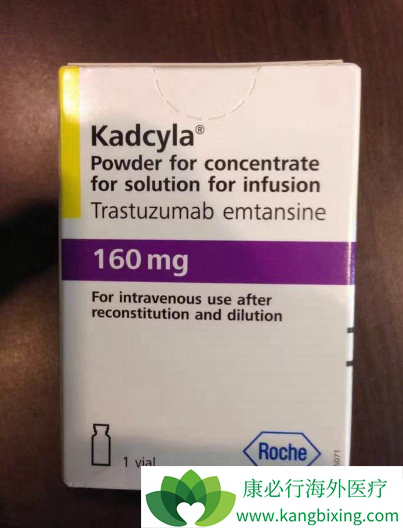 Kadcyla®
Powder for concentrate
for solution for infusion
Trastuzumab emtansine
160 mg
For intravenous use after
reconstitution and dilution
1 vial
Roche
康必行海外医疗
www.kangbixing.com